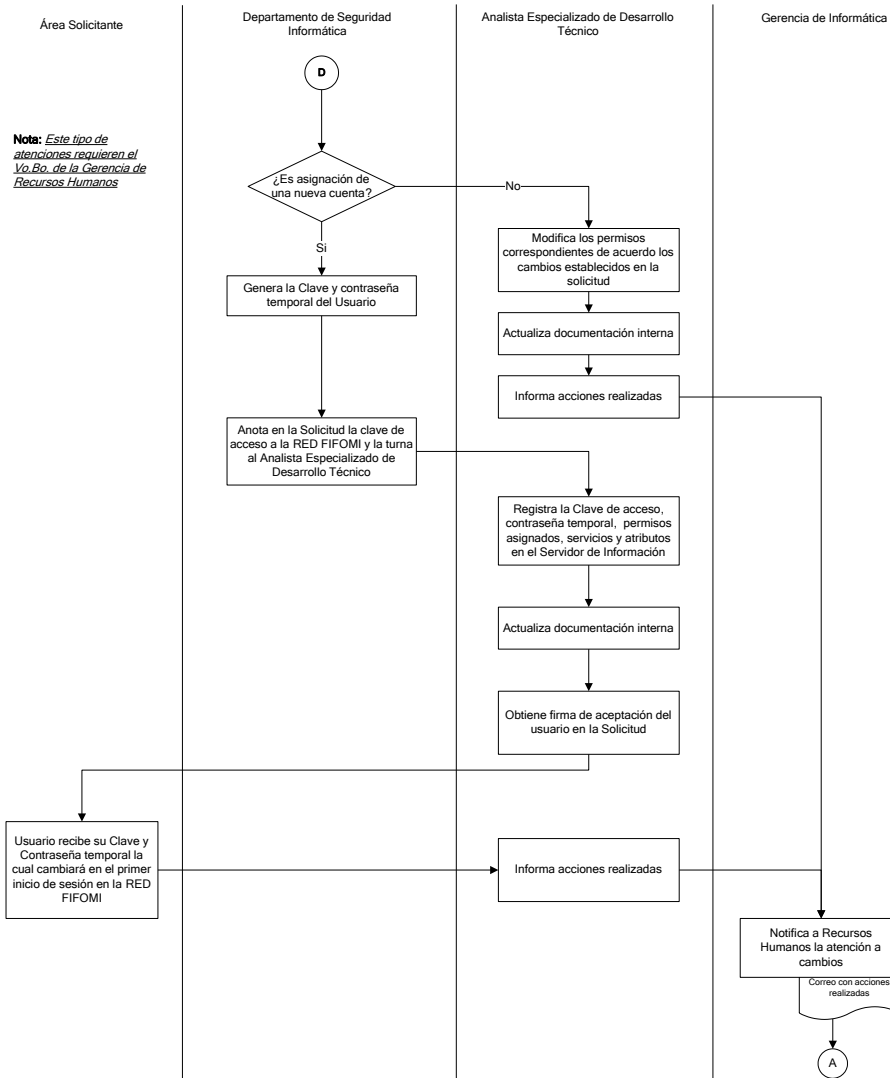 Área Solicitante
Departamento de Seguridad
Informática
Analista Especializado de Desarrollo
Técnico
Gerencia de Informática
D
Nota: Este tipo de
atenciones requieren el
Vo.Bo. de la Gerencia de
Recursos Humanos
¿Es asignación de
una nueva cuenta?
No
Si
Modifica los permisos
correspondientes de acuerdo los
cambios establecidos en la
solicitud
Genera la Clave y contraseña
temporal del Usuario
Actualiza documentación interna
Informa acciones realizadas
Anota en la Solicitud la clave de
acceso a la RED FIFOMI y la turna
al Analista Especializado de
Desarrollo Técnico
Registra la Clave de acceso,
contraseña temporal, permisos
asignados, servicios y atributos
en el Servidor de Información
Actualiza documentación interna
Obtiene firma de aceptación del
usuario en la Solicitud
Usuario recibe su Clave y
Contraseña temporal la
cual cambiará en el primer
inicio de sesión en la RED
FIFOMI
Informa acciones realizadas
Notifica a Recursos
Humanos la atención a
cambios
Correo con acciones
realizadas
A